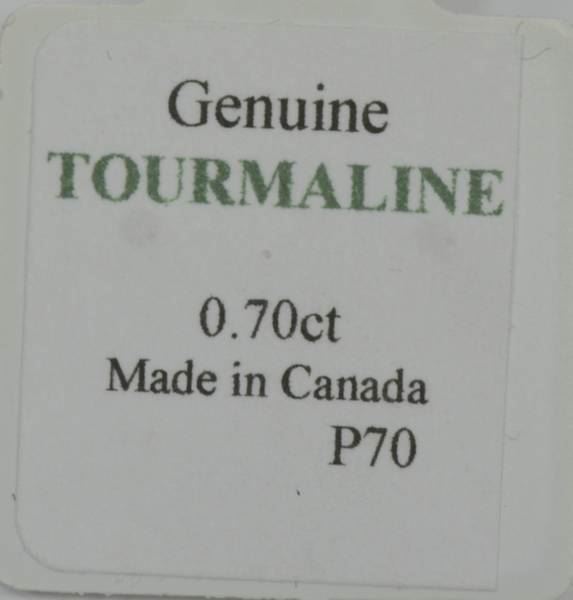 Genuine
TOURMALINE
0.70ct
Made in Canada
P70